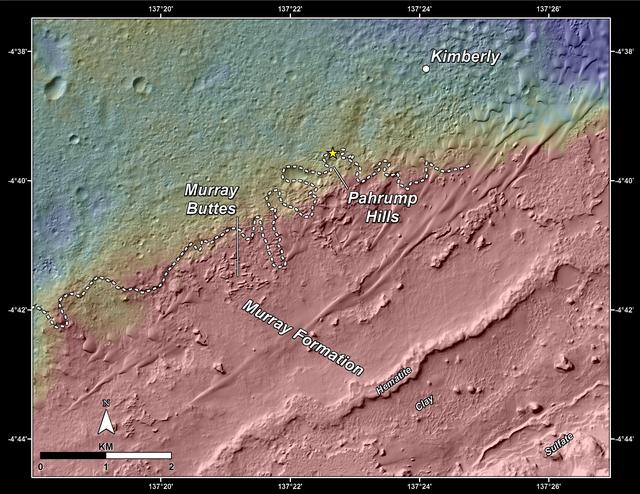 137°20' 137°22' 137°24' 137°26'
-4°38' -4°38'
Kimberly
-4°40' -4°40'
Murray
Buttes
Pahrump
Hills
-4°42' -4°42'
Murray Formation
Hematite
Clay
N
Sulfate
-4°44' -4°44'
KM
0 1 2
137°20' 137°22' 137°24' 137°26'